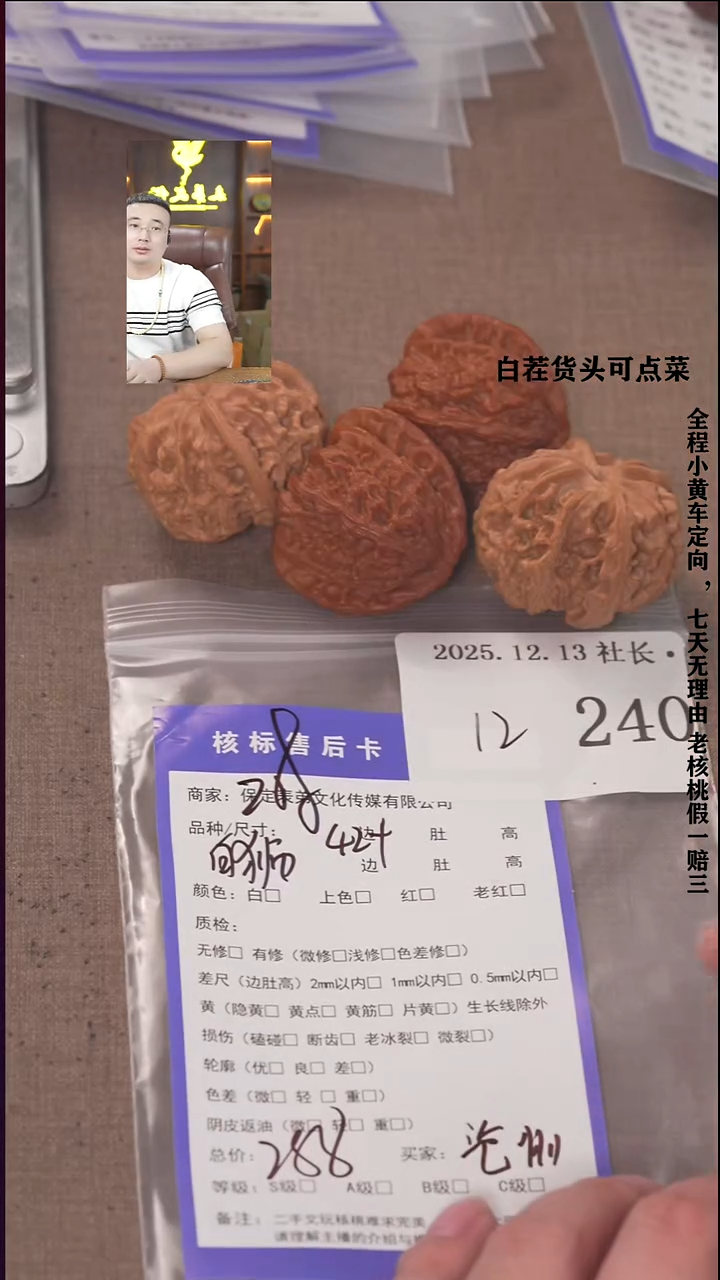 白茬货头可点菜
全程小黄车定向，七天无理由 老核桃假一赔三
2025.12.13 社长·
12 240
核标售后卡
28
商家：保定表弟文化传媒有限公司
品种/尺寸： 边 肚 高
白狮 42+
边 肚 高
颜色：白□ 上色□ 红□ 老红□
质检：
无修□ 有修（微修□浅修□色差修□）
差尺（边肚高）2mm以内□ 1mm以内□ 0.5mm以内□
黄（隐黄□ 黄点□ 黄筋□ 片黄□）生长线除外
损伤（磕碰□ 断齿□ 老冰裂□ 微裂□）
轮廓（优□ 良□ 差□）
色差（微□ 轻□ 重□）
阴皮返油（微□ 轻□ 重□）
总价：288 买家：
等级：S级□ A级□ B级□ C级□
备注：二手文玩核桃难求完美
请理解主播的介绍与